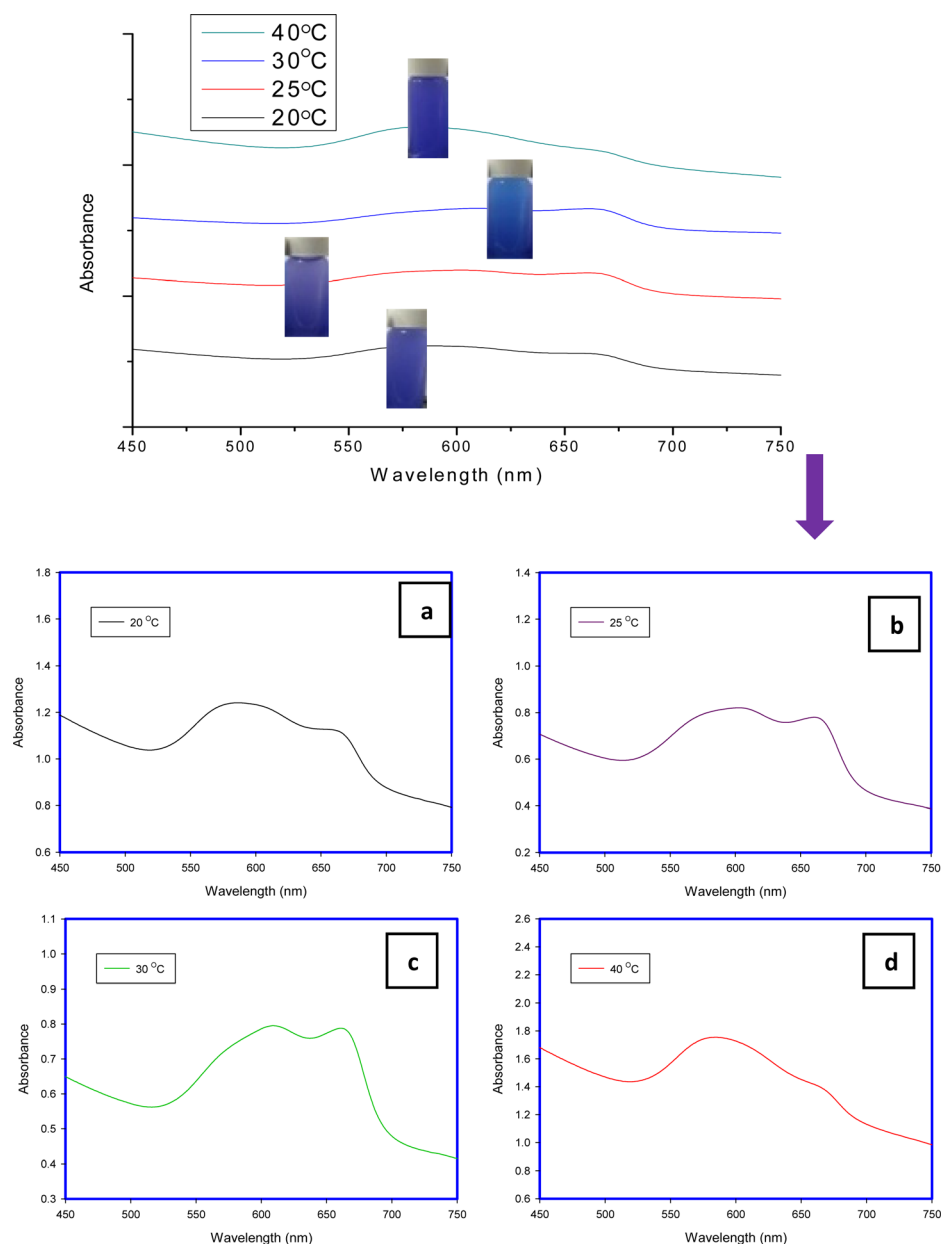 40°C
30°C
25°C
20°C
Absorbance
450 500 550 600 650 700 750
Wavelength (nm)
1.8
1.6
1.4
1.2
1.0
0.8
0.6
Absorbance
20 °C
a
450 500 550 600 650 700 750
Wavelength (nm)
1.4
1.2
1.0
0.8
0.6
0.4
0.2
Absorbance
25 °C
b
450 500 550 600 650 700 750
Wavelength (nm)
1.1
1.0
0.9
0.8
0.7
0.6
0.5
0.4
0.3
Absorbance
30 °C
c
450 500 550 600 650 700 750
Wavelength (nm)
2.6
2.4
2.2
2.0
1.8
1.6
1.4
1.2
1.0
0.8
0.6
Absorbance
40 °C
d
450 500 550 600 650 700 750
Wavelength (nm)